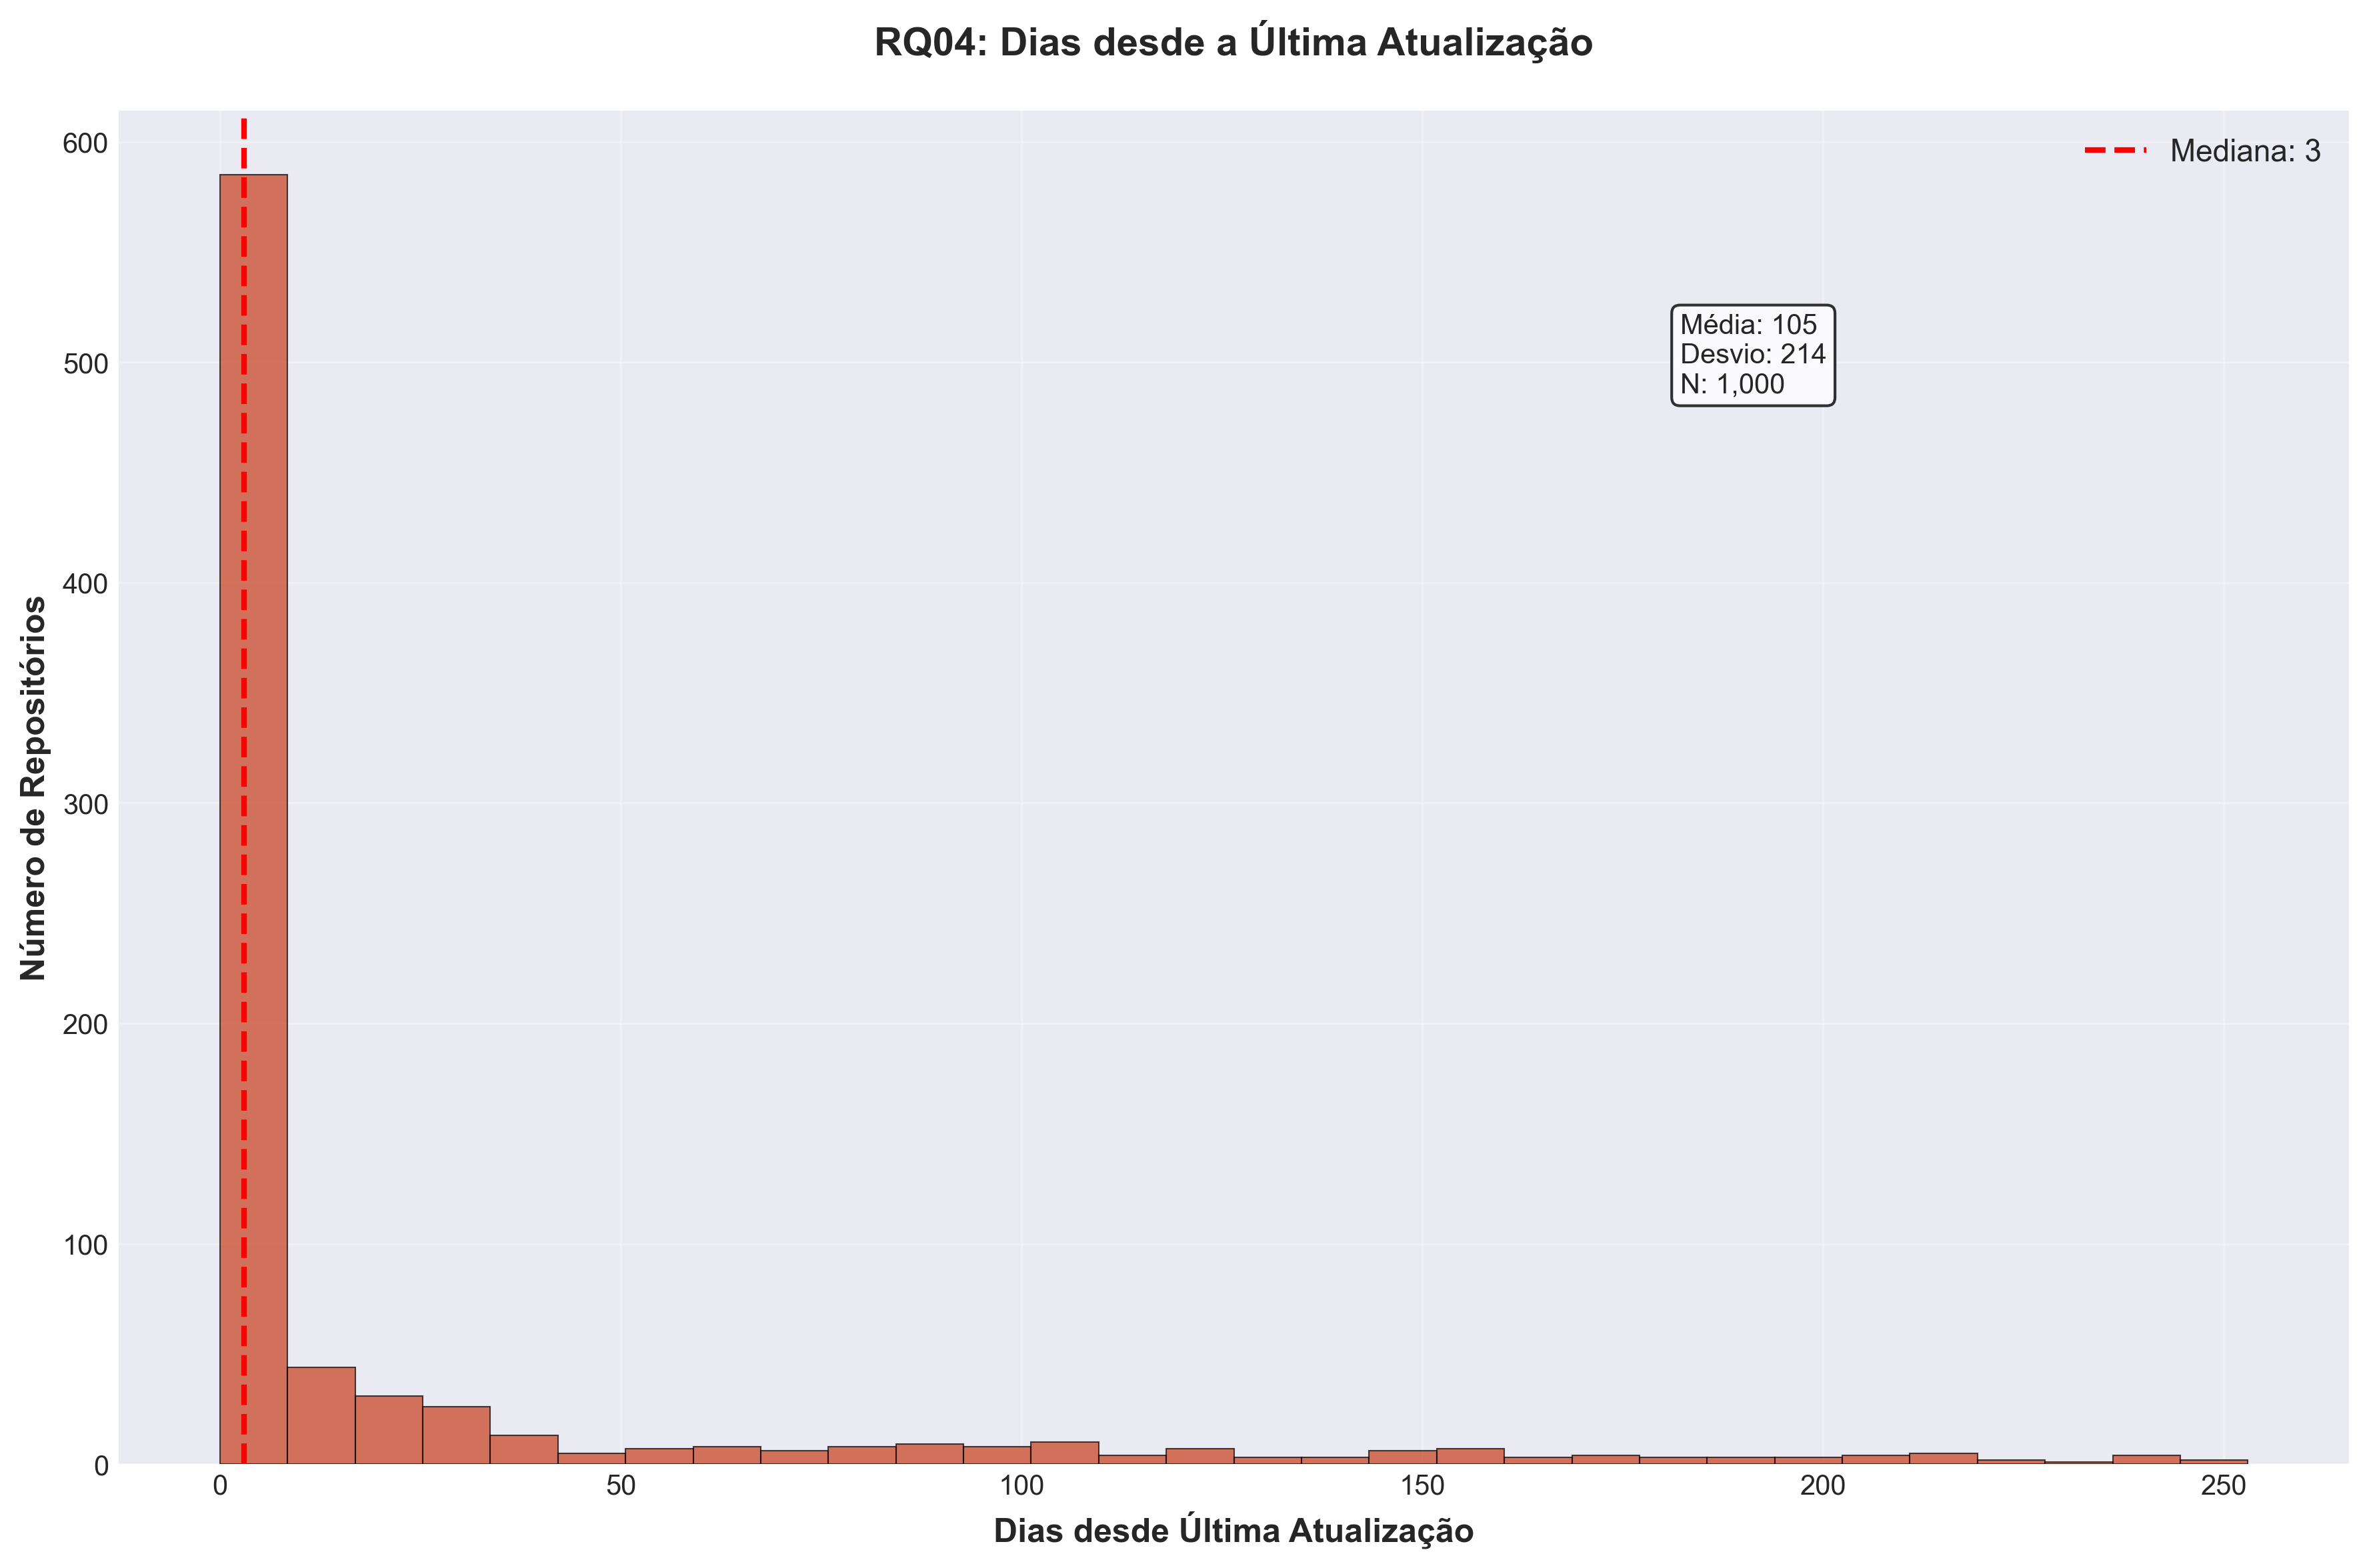 RQ04: Dias desde a Última Atualização
600
500
400
300
200
100
0
Número de Repositórios
Mediana: 3
Média: 105
Desvio: 214
N: 1,000
0
50
100
150
200
250
Dias desde Última Atualização